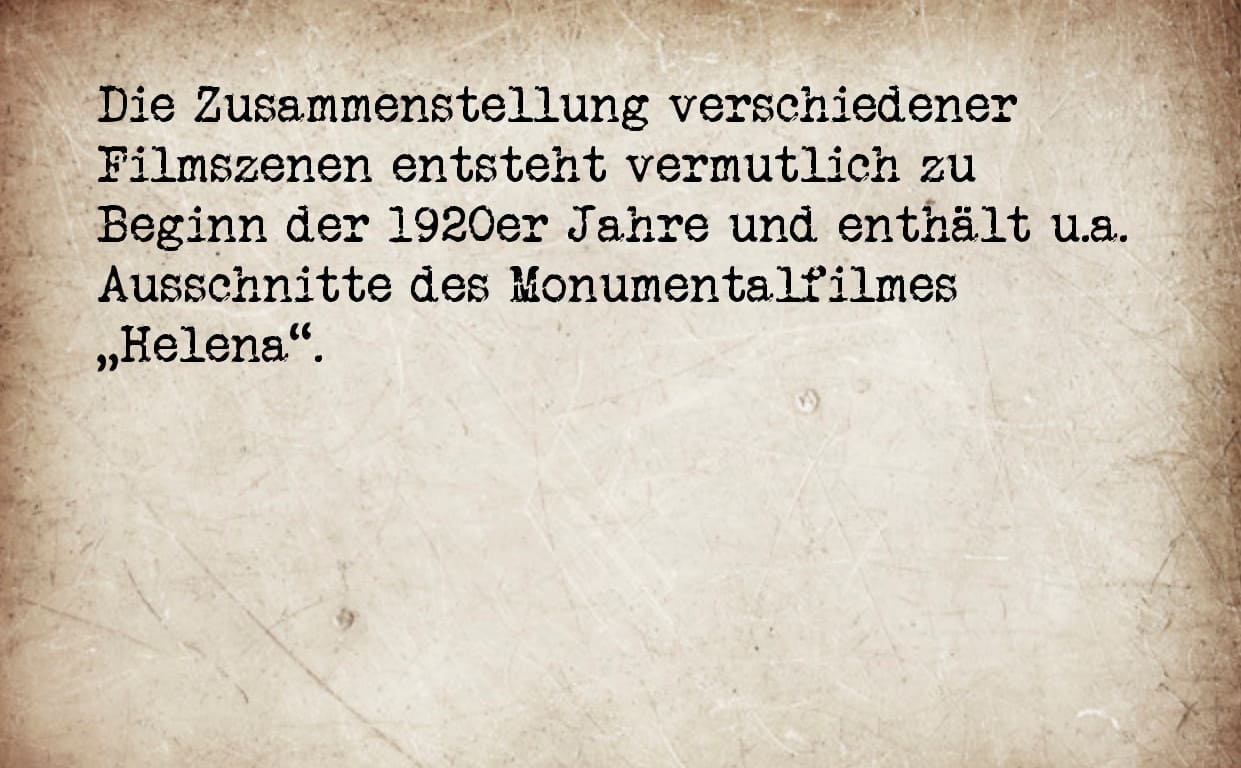 Die Zusammenstellung verschiedener
Filmszenen entsteht vermutlich zu
Beginn der 1920er Jahre und enthält u.a.
Ausschnitte des Monumentalfilmes
„Helena“.